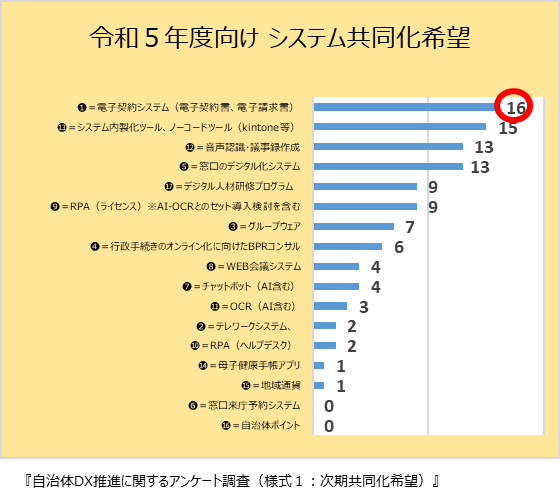 令和５年度向け システム共同化希望
❶＝電子契約システム（電子契約書、電子請求書） 16
⓭＝システム内製化ツール、ノーコードツール（kintone等） 15
⓬＝音声認識・議事録作成 13
❺＝窓口のデジタル化システム 13
⓱＝デジタル人材研修プログラム 9
❾＝RPA（ライセンス）※AI-OCRとのセット導入検討を含む 9
❸＝グループウェア 7
❹＝行政手続きのオンライン化に向けたBPRコンサル 6
❽＝WEB会議システム 4
❼＝チャットボット（AI含む） 4
⓫＝OCR（AI含む） 3
❷＝テレワークシステム、 2
❿＝RPA（ヘルプデスク） 2
⓮＝母子健康手帳アプリ 1
⓯＝地域通貨 1
❻＝窓口来庁予約システム 0
⓰＝自治体ポイント 0
『自治体DX推進に関するアンケート調査（様式１：次期共同化希望）』